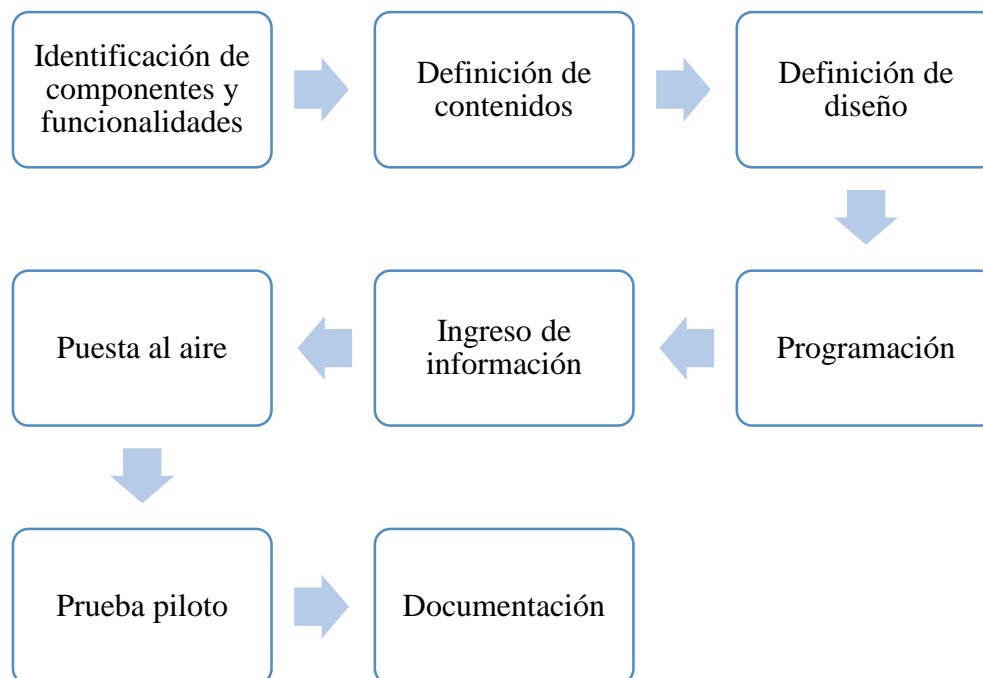 Identificación de
componentes y
funcionalidades
Definición de
contenidos
Definición de
diseño
Programación
Ingreso de
información
Puesta al aire
Prueba piloto
Documentación